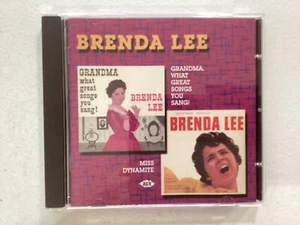 BRENDA LEE
GRANDMA
what
great
songs
you
sang!
BRENDA
LEE
GRANDMA,
WHAT
GREAT
SONGS
YOU
SANG!
BRENDA LEE
MISS
DYNAMITE
ACE